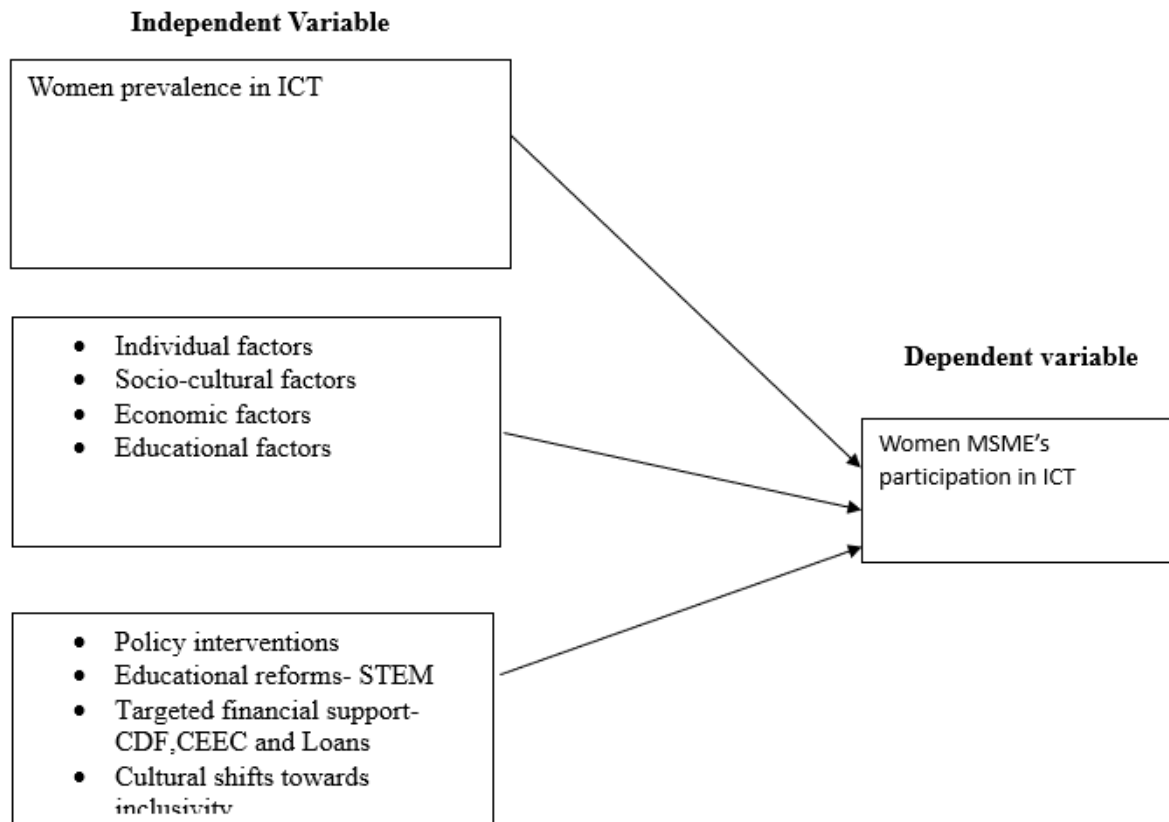 Independent Variable
Women prevalence in ICT
• Individual factors
• Socio-cultural factors
• Economic factors
• Educational factors
Dependent variable
Women MSME’s
participation in ICT
• Policy interventions
• Educational reforms- STEM
• Targeted financial support-
CDF,CEEC and Loans
• Cultural shifts towards
inclusivity